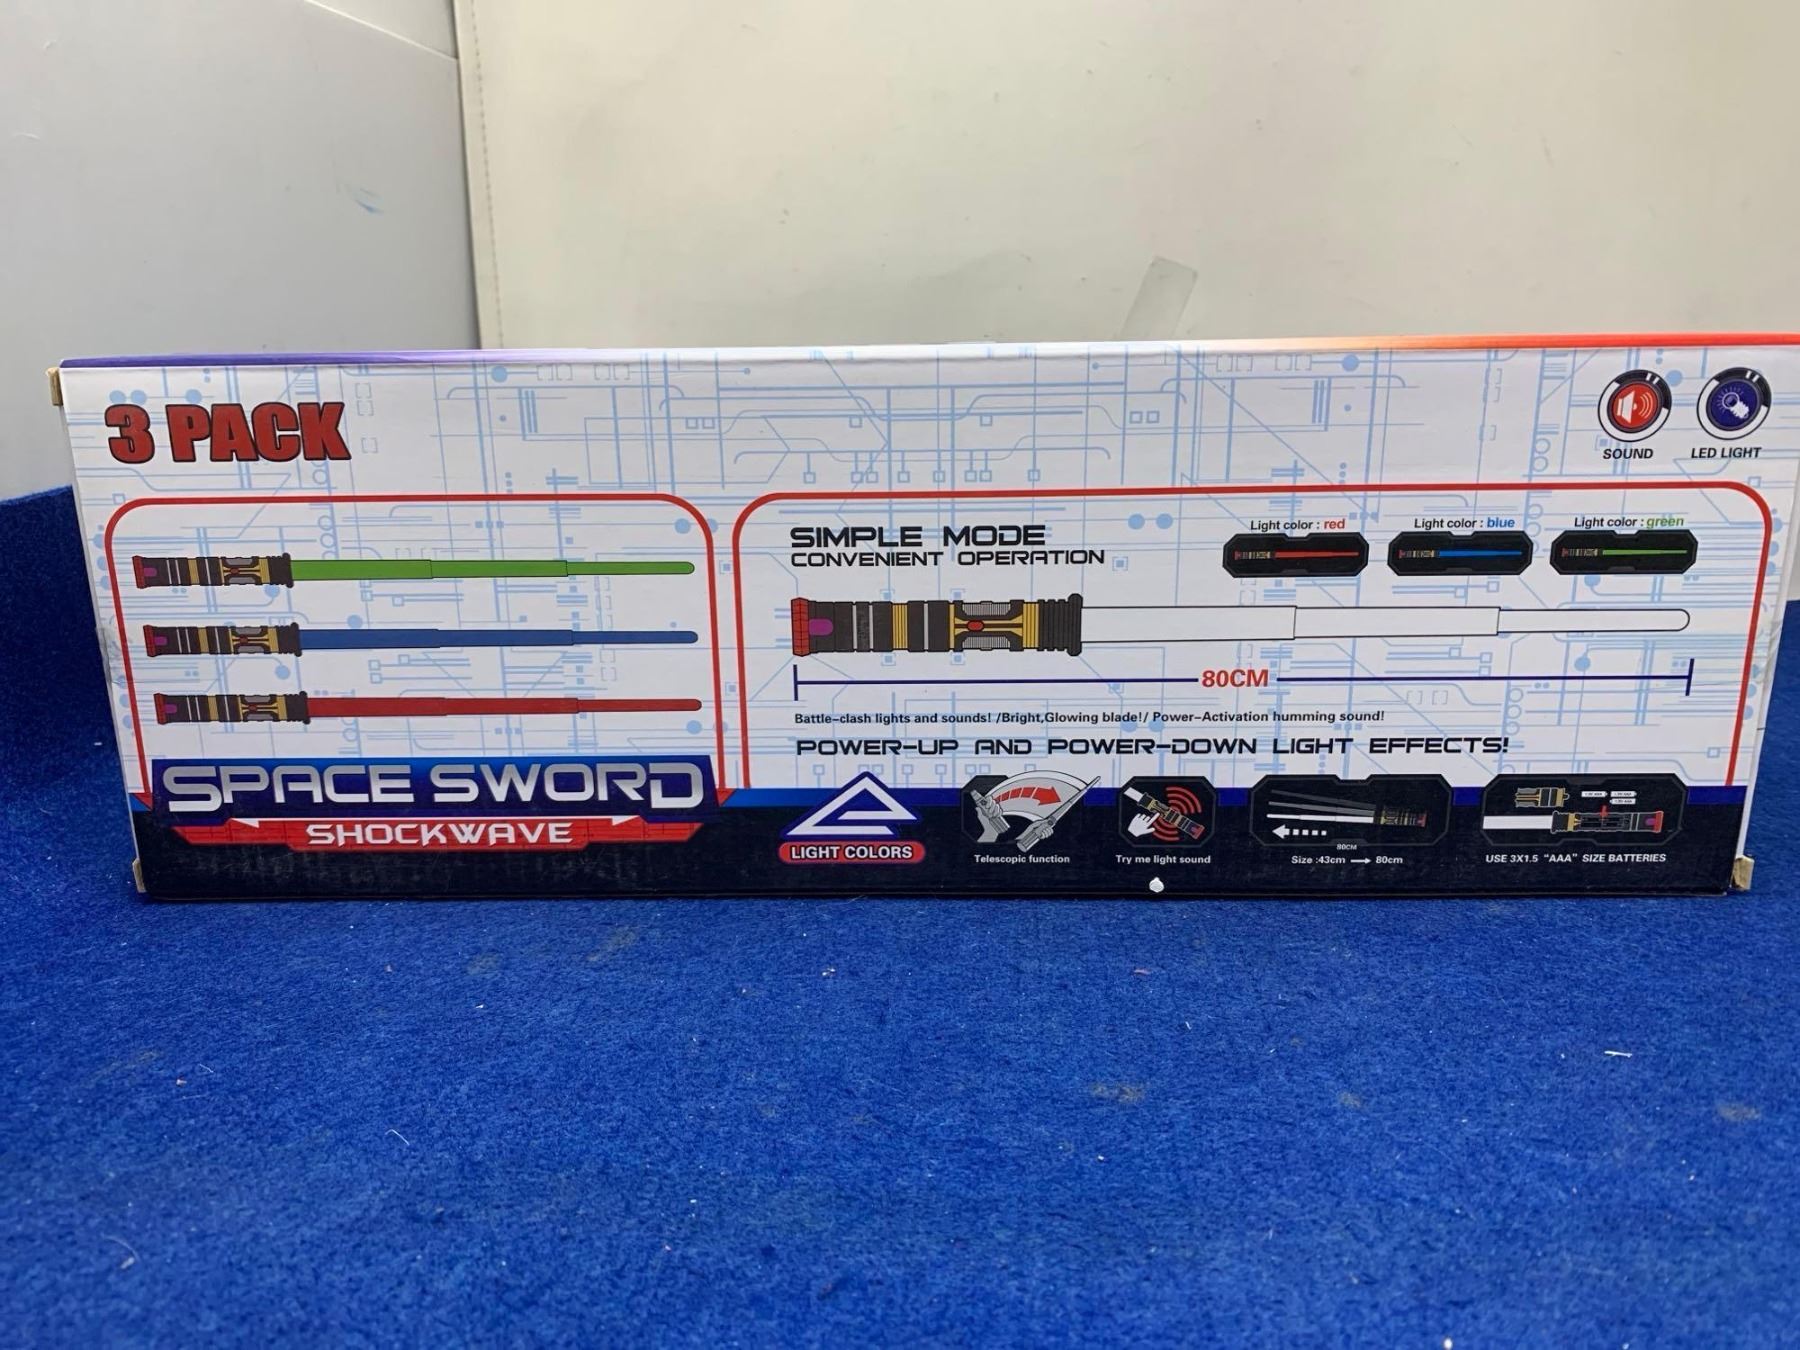 3 PACK
SOUND
LED LIGHT
SIMPLE MODE
CONVENIENT OPERATION
Light color : red
Light color : blue
Light color : green
80CM
Battle-clash lights and sounds! /Bright,Glowing blade!/ Power-Activation humming sound!
POWER-UP AND POWER-DOWN LIGHT EFFECTS!
SPACE SWORD
SHOCKWAVE
LIGHT COLORS
Telescopic function
Try me light sound
80CM
Size :43cm → 80cm
USE 3X1.5 "AAA" SIZE BATTERIES